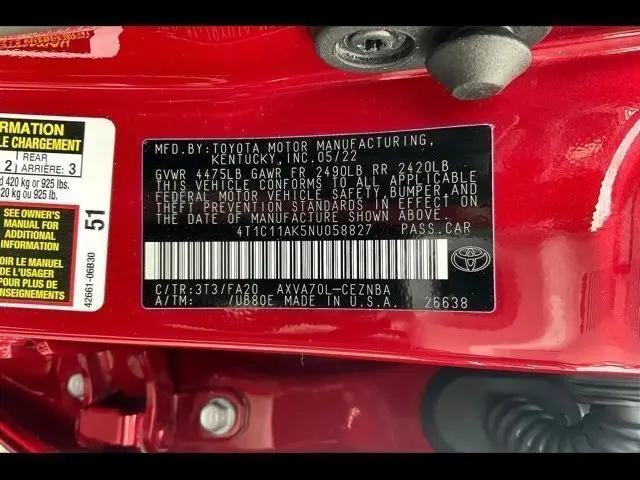 RMATION
LE CHARGEMENT
2 REAR ARRIÈRE: 3
d 420 kg or 925 lbs.
20 kg ou 925 lb.
SEE OWNER'S
MANUAL FOR
ADDITIONAL
INFORMATION
OIR LE MANUEL
DE L'USAGER
POUR PLUS DE
RENSEIGNEMENTS
51
42661-06B30
MFD.BY:TOYOTA MOTOR MANUFACTURING,
KENTUCKY,INC.05/22
GVWR 4475LB GAWR FR 2490LB RR 2420LB
THIS VEHICLE CONFORMS TO ALL APPLICABLE
FEDERAL MOTOR VEHICLE SAFETY,BUMPER,AND
THEFT PREVENTION STANDARDS IN EFFECT ON
THE DATE OF MANUFACTURE SHOWN ABOVE.
4T1C11AK5NU058827 PASS.CAR
C/TR:3T3/FA20 AXVA70L-CEZNBA
A/TM: /UB80E MADE IN U.S.A. 26638